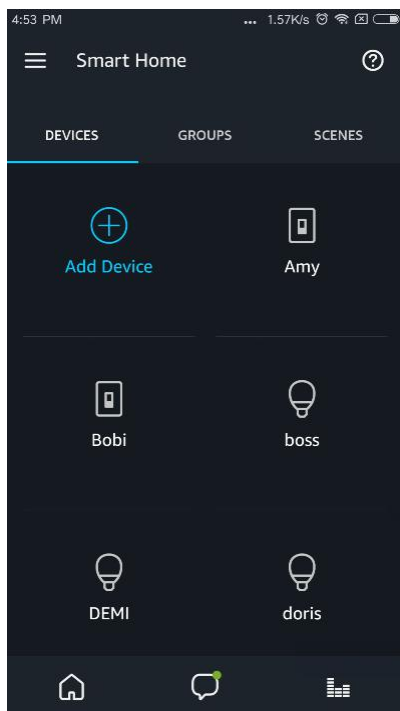 4:53 PM ... 1.57K/s
Smart Home
DEVICES GROUPS SCENES
Add Device Amy
Bobi boss
DEMI doris